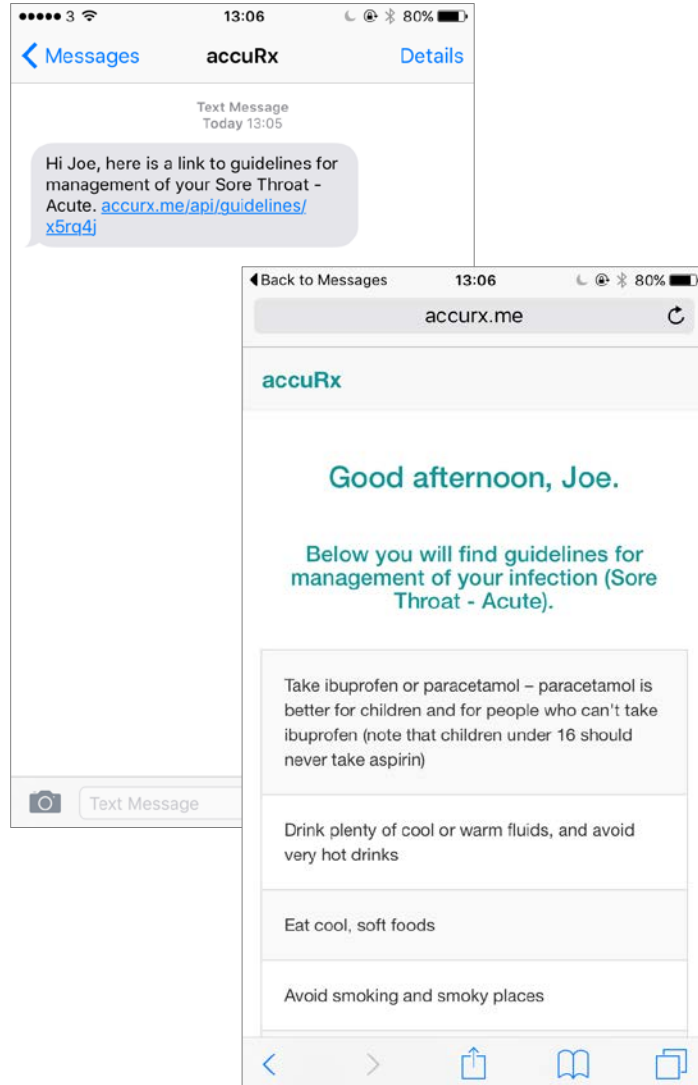 3 13:06 80%
Messages accuRx Details
Text Message
Today 13:05
Hi Joe, here is a link to guidelines for
management of your Sore Throat -
Acute. accurx.me/api/guidelines/
x5rq4j
Text Message
Back to Messages 13:06 80%
accurx.me
accuRx
Good afternoon, Joe.
Below you will find guidelines for
management of your infection (Sore
Throat - Acute).
Take ibuprofen or paracetamol – paracetamol is
better for children and for people who can't take
ibuprofen (note that children under 16 should
never take aspirin)
Drink plenty of cool or warm fluids, and avoid
very hot drinks
Eat cool, soft foods
Avoid smoking and smoky places